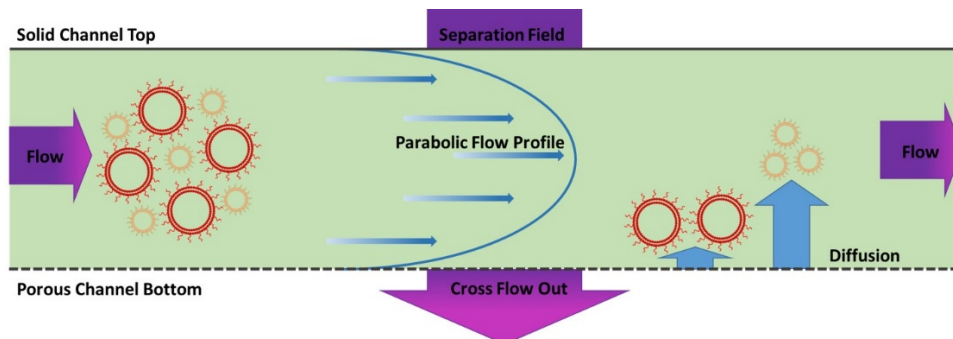 Solid Channel Top
Separation Field
Flow
Parabolic Flow Profile
Flow
Diffusion
Porous Channel Bottom
Cross Flow Out